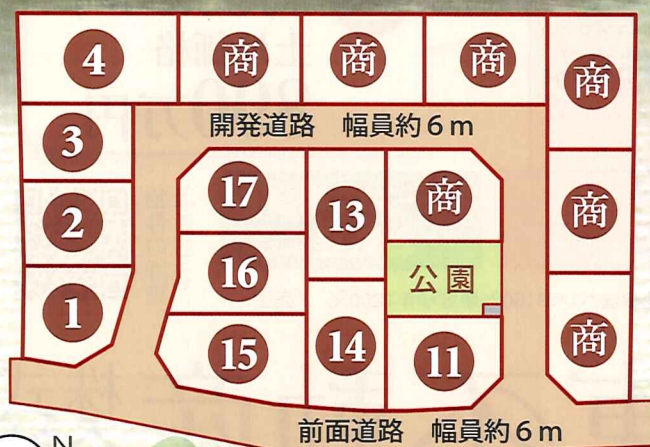 4 商 商 商 商
開発道路 幅員約6m
3
17 13 商
2 商
16 公園
1
15 14 11 商
前面道路 幅員約6m
N